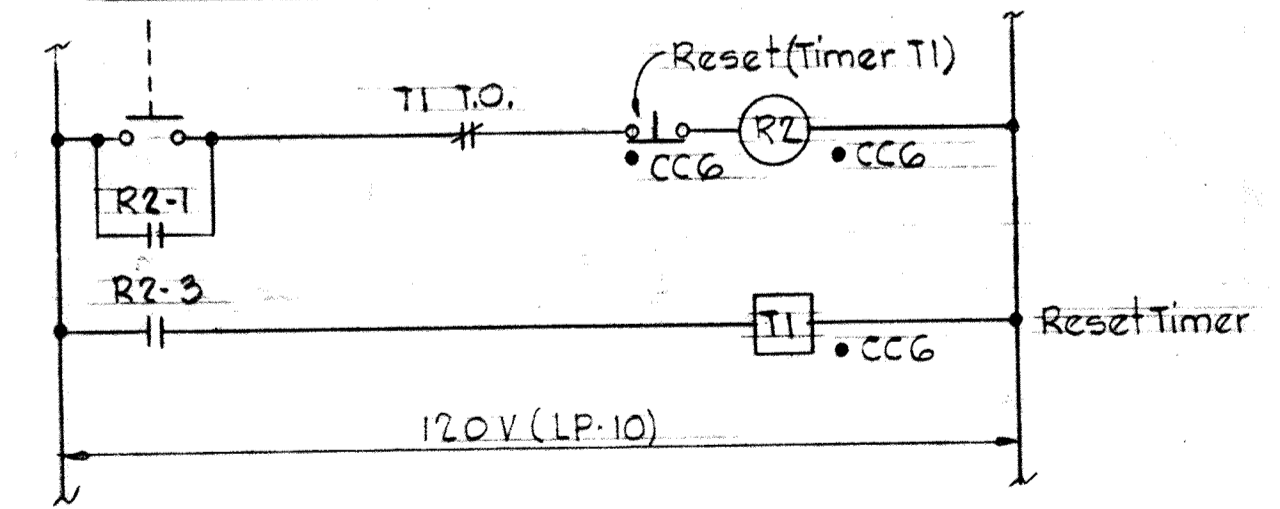 Reset (Timer T1)
T1 T.O.
R2
CC6
CC6
R2-1
R2-3
T1
Reset Timer
CC6
120V (LP-10)